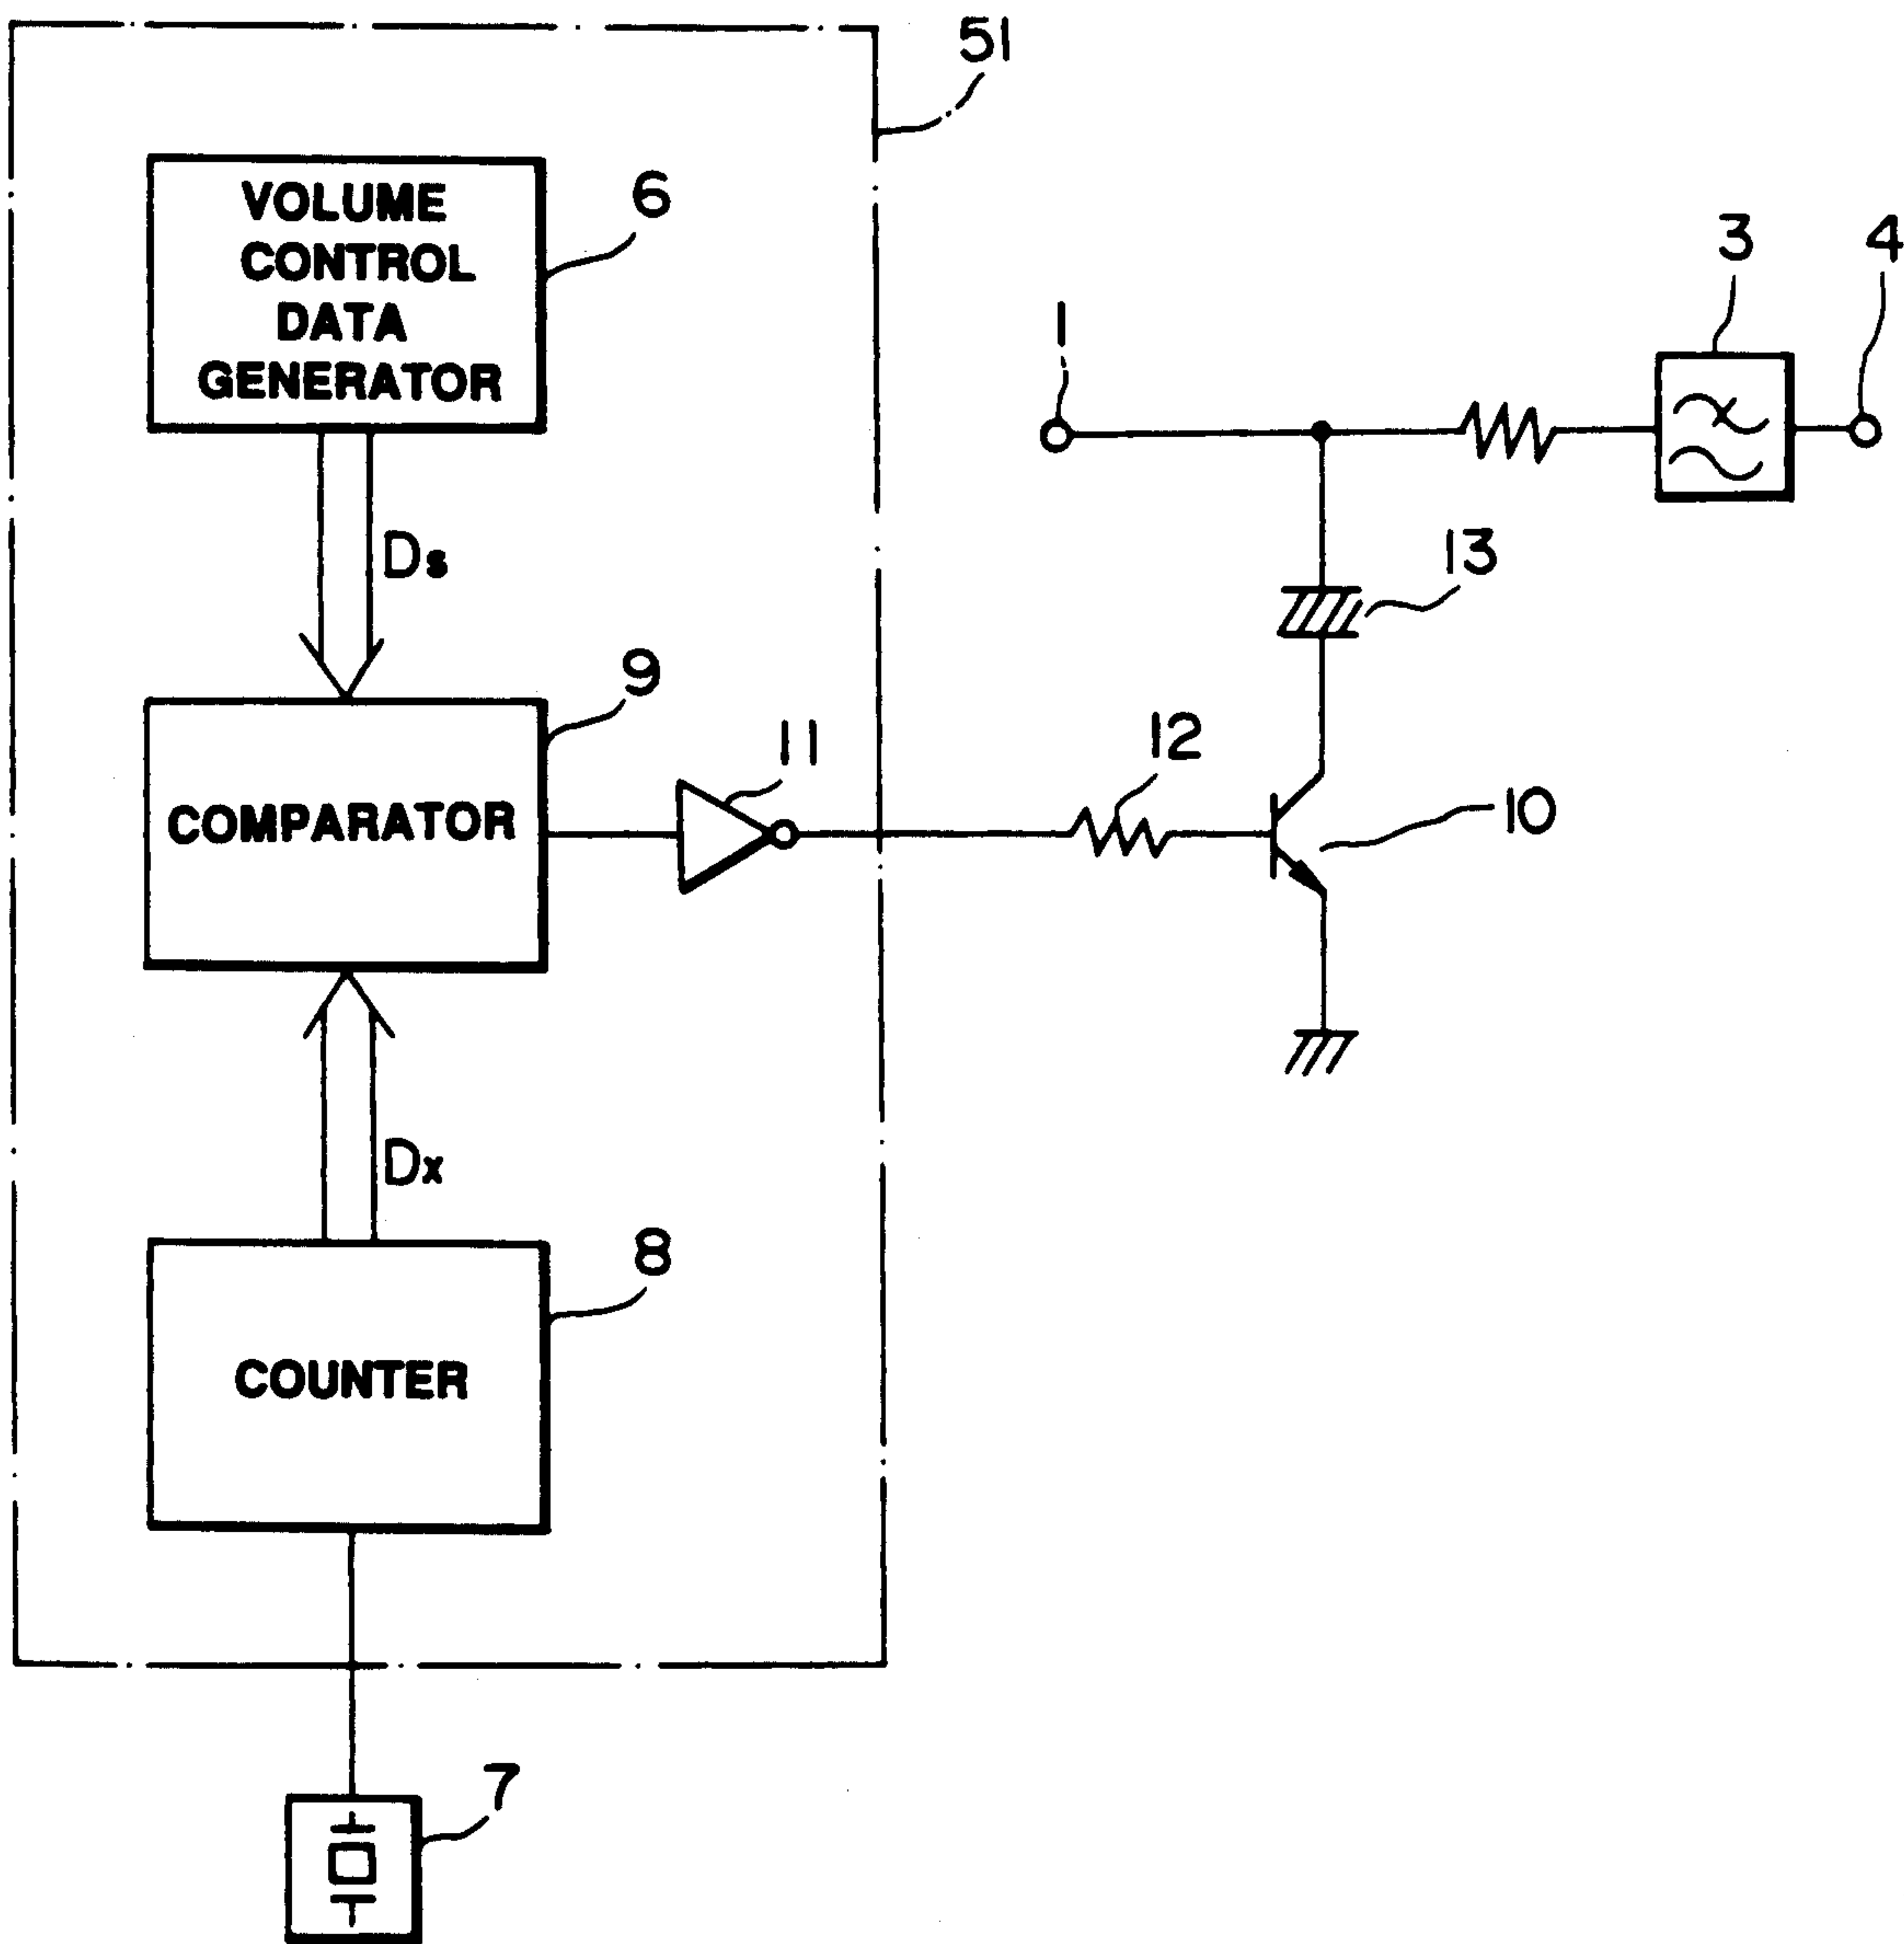 51
VOLUME
CONTROL
DATA
GENERATOR
6
3
4
1
Ds
13
9
COMPARATOR
11
12
10
Dx
8
COUNTER
7